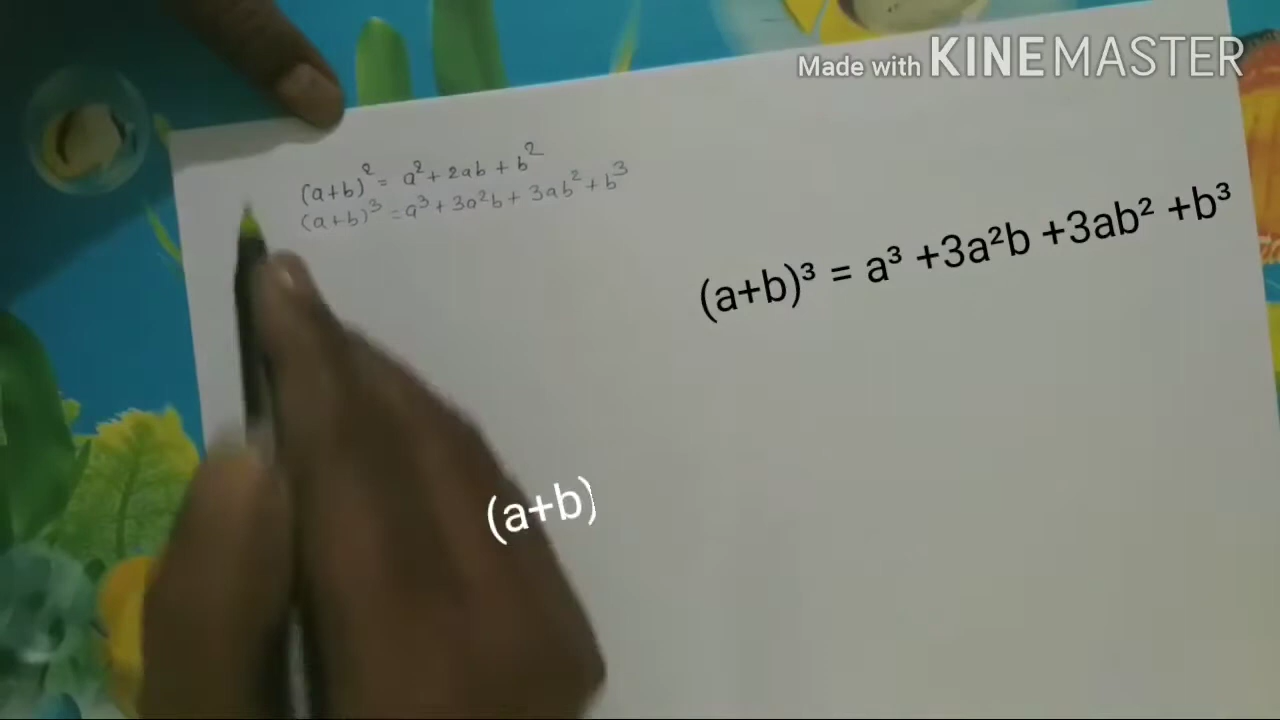 Made with KINEMASTER
(a+b)² = a² + 2ab + b²
(a+b)³ = a³ + 3a²b + 3ab² + b³
(a+b)³ = a³ +3a²b +3ab² +b³
(a+b)